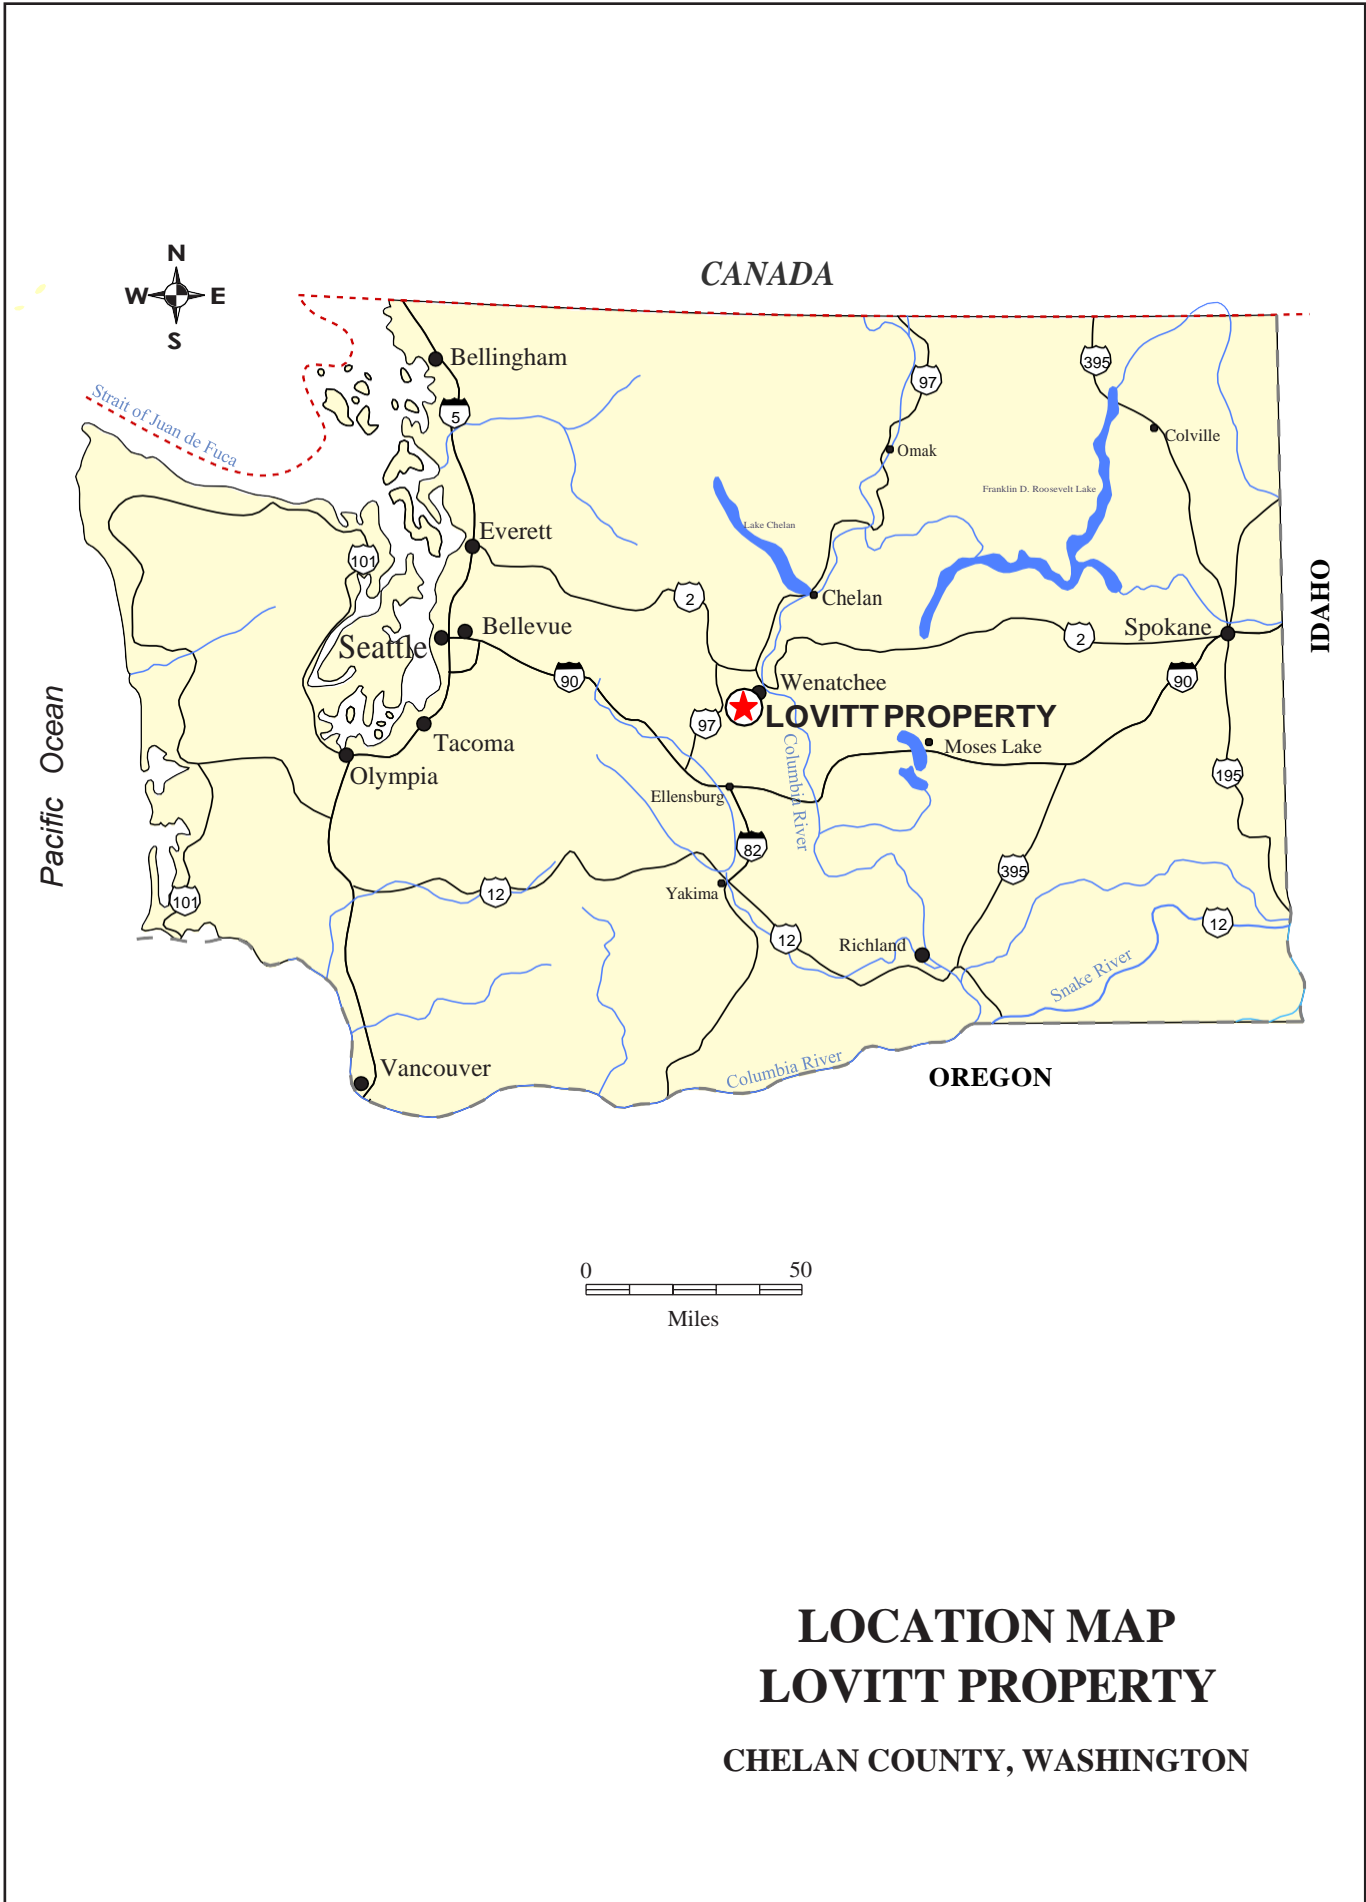 N
W E
S
CANADA
Strait of Juan de Fuca
Bellingham
5
97
395
Omak
Colville
Franklin D. Roosevelt Lake
Lake Chelan
Everett
101
2
Chelan
IDAHO
Seattle
Bellevue
2
Spokane
90
90
Wenatchee
LOVITT PROPERTY
97
Pacific Ocean
Tacoma
Olympia
Columbia River
Moses Lake
195
Ellensburg
82
395
Yakima
12
101
12
12
Richland
Snake River
Columbia River
Vancouver
OREGON
0 50
Miles
LOCATION MAP
LOVITT PROPERTY
CHELAN COUNTY, WASHINGTON